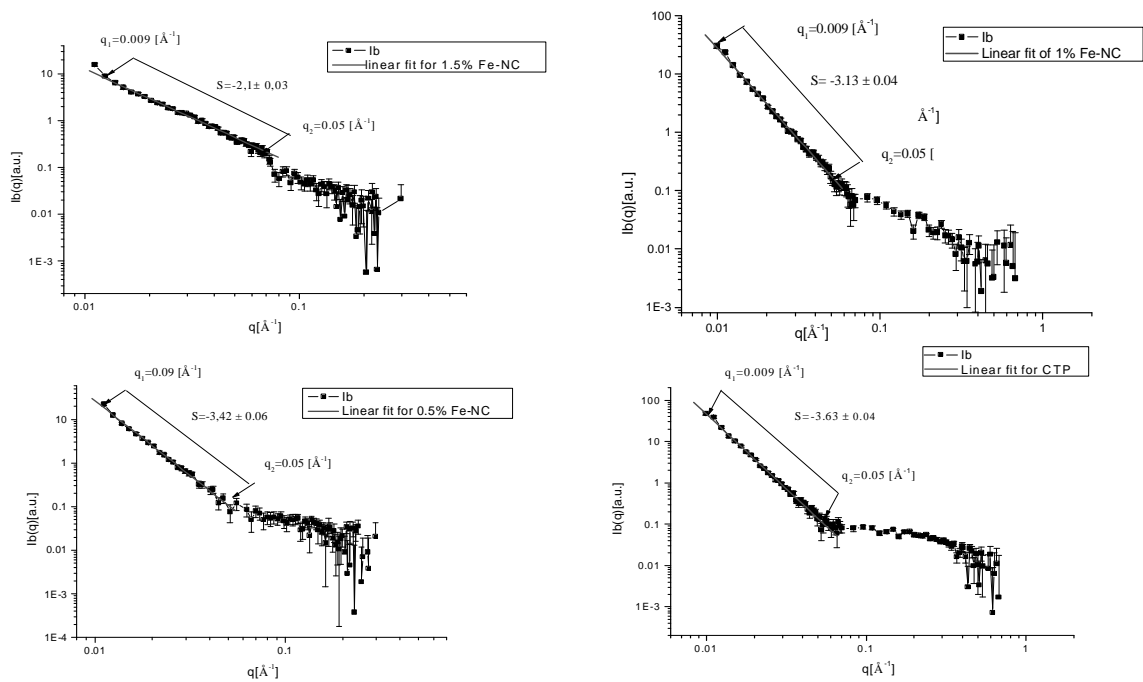 q1=0.009 [Å-1]
Ib
linear fit for 1.5% Fe-NC
S=-2,1± 0,03
q2=0.05 [Å-1]
Ib(q)[a.u.]
10
1
0.1
0.01
1E-3
0.01
0.1
q[Å-1]
100
q1=0.009 [Å-1]
Ib
Linear fit of 1% Fe-NC
S= -3.13 ± 0.04
Å-1]
q2=0.05 [
Ib(q)[a.u.]
10
1
0.1
0.01
1E-3
0.01
0.1
1
q[Å-1]
q1=0.09 [Å-1]
Ib
Linear fit for 0.5% Fe-NC
S=-3,42 ± 0.06
q2=0.05 [Å-1]
Ib(q)[a.u.]
10
1
0.1
0.01
1E-3
1E-4
0.01
0.1
q[Å-1]
Ib
Linear fit for CTP
q1=0.009 [Å-1]
S=-3.63 ± 0.04
q2=0.05 [Å-1]
Ib(q)[a.u.]
100
10
1
0.1
0.01
1E-3
0.01
0.1
1
q[Å-1]